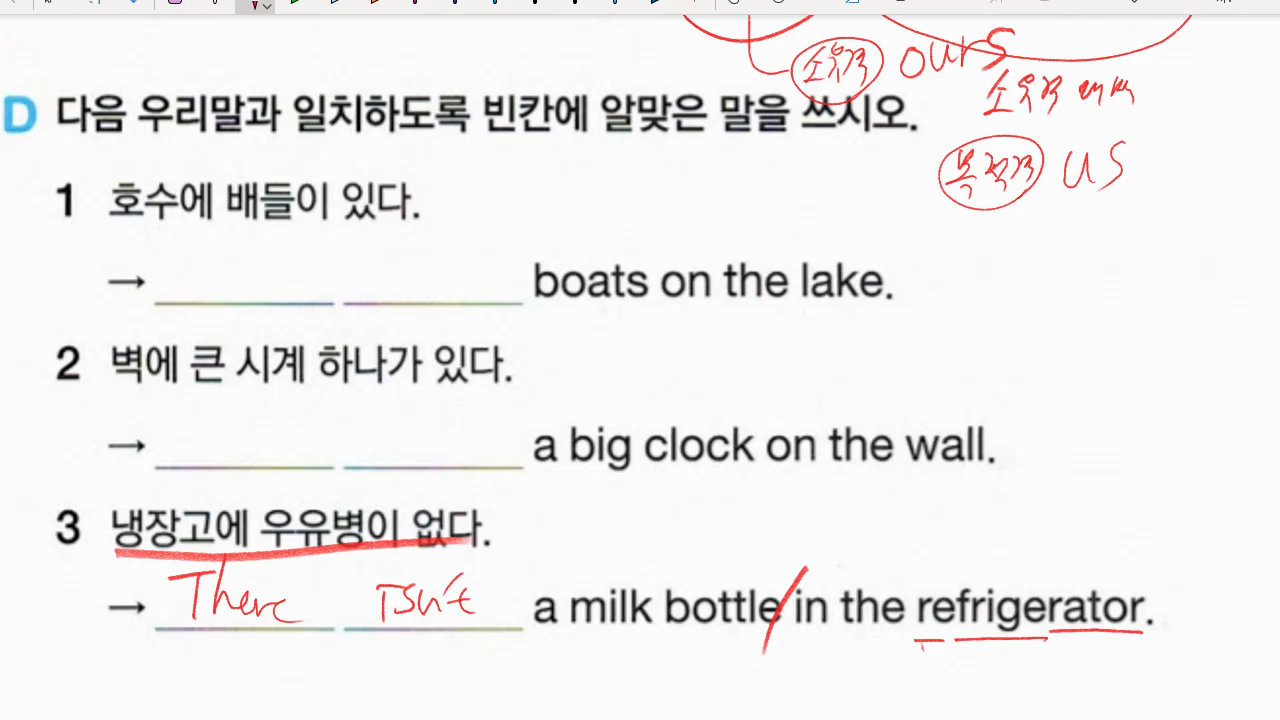 소유격 ours
소유격 대명사
D 다음 우리말과 일치하도록 빈칸에 알맞은 말을 쓰시오.
목적격 us
1 호수에 배들이 있다.
→ boats on the lake.
2 벽에 큰 시계 하나가 있다.
→ a big clock on the wall.
3 냉장고에 우유병이 없다.
→ There isn't a milk bottle/in the refrigerator.